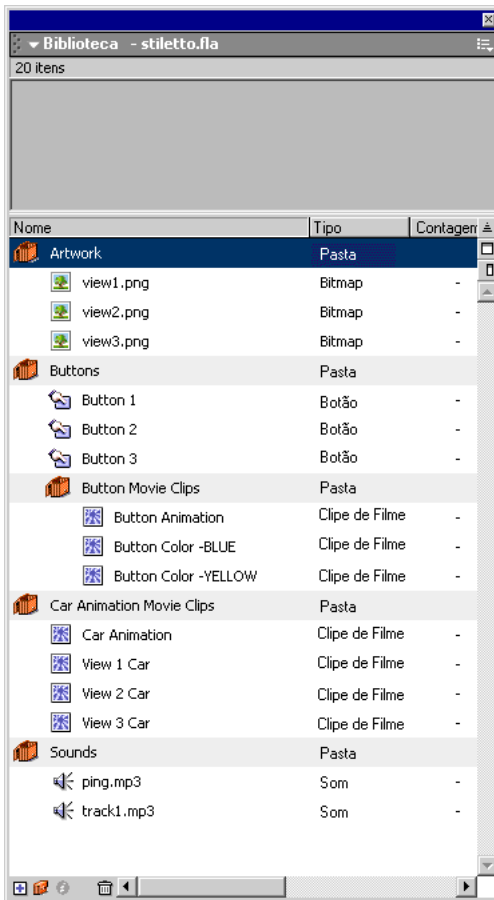 Biblioteca - stiletto.fla
20 itens
Nome Tipo Contagem
Artwork Pasta
view1.png Bitmap -
view2.png Bitmap -
view3.png Bitmap -
Buttons Pasta
Button 1 Botão -
Button 2 Botão -
Button 3 Botão -
Button Movie Clips Pasta
Button Animation Clipe de Filme -
Button Color -BLUE Clipe de Filme -
Button Color -YELLOW Clipe de Filme -
Car Animation Movie Clips Pasta
Car Animation Clipe de Filme -
View 1 Car Clipe de Filme -
View 2 Car Clipe de Filme -
View 3 Car Clipe de Filme -
Sounds Pasta
ping.mp3 Som -
track1.mp3 Som -